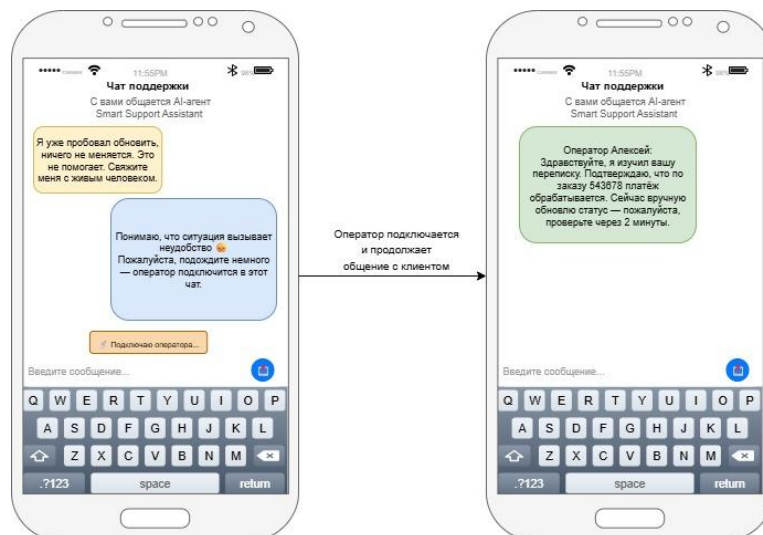 11:55PM
Чат поддержки
С вами общается AI-агент
Smart Support Assistant
Я уже пробовал обновить,
ничего не меняется. Это
не помогает. Свяжите
меня с живым человеком.
Понимаю, что ситуация вызывает
неудобство 😞
Пожалуйста, подождите немного
— оператор подключится в этот
чат.
Подключаю оператора...
Введите сообщение...
Q W E R T Y U I O P
A S D F G H J K L
Z X C V B N M
.?123 space return
Оператор подключается
и продолжает
общение с клиентом
11:55PM
Чат поддержки
С вами общается AI-агент
Smart Support Assistant
Оператор Алексей:
Здравствуйте, я изучил вашу
переписку. Подтверждаю, что по
заказу 543678 платёж
обрабатывается. Сейчас вручную
обновлю статус — пожалуйста,
проверьте через 2 минуты.
Введите сообщение...
Q W E R T Y U I O P
A S D F G H J K L
Z X C V B N M
.?123 space return